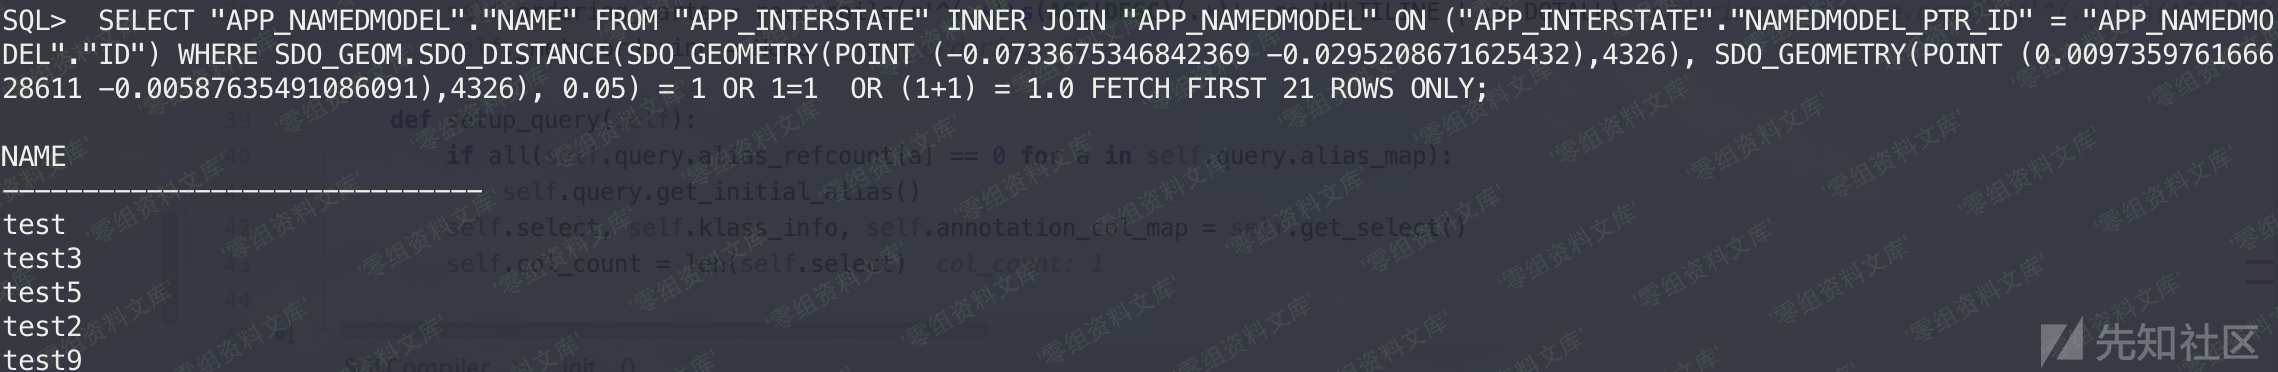 SQL>  SELECT "APP_NAMEDMODEL"."NAME" FROM "APP_INTERSTATE" INNER JOIN "APP_NAMEDMODEL" ON ("APP_INTERSTATE"."NAMEDMODEL_PTR_ID" = "APP_NAMEDMO
DEL"."ID") WHERE SDO_GEOM.SDO_DISTANCE(SDO_GEOMETRY(POINT (-0.0733675346842369 -0.0295208671625432),4326), SDO_GEOMETRY(POINT (0.0097359761666
28611 -0.00587635491086091),4326), 0.05) = 1 OR 1=1  OR (1+1) = 1.0 FETCH FIRST 21 ROWS ONLY;
39 def setup_query(self):
NAME
40 if all(self.query.alias_refcount[a] == 0 for a in self.query.alias_map):
------------------------------
self.query.get_initial_alias()
test
42 self.select, self.klass_info, self.annotation_col_map = self.get_select()
test3
43 self.col_count = len(self.select)  col_count: 1
test5
44
test2
test9
SQLCompiler __init__()
零组资料文库
先知社区